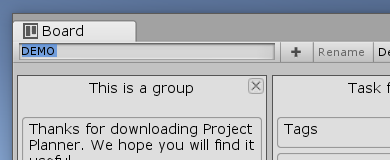 Board
DEMO + Rename
This is a group
Task
Thanks for downloading Project
Planner. We hope you will find it
useful
Tags